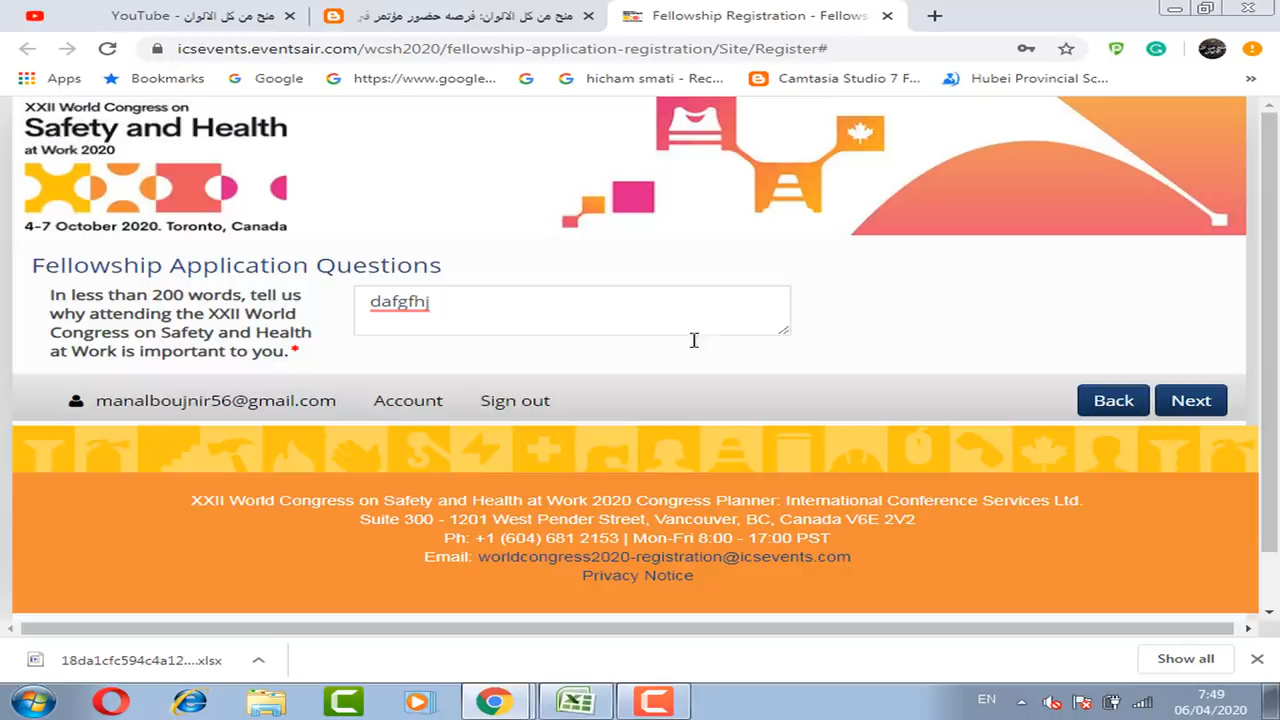 YouTube - منح من كل الالوان
منح من كل الالوان: فرصه حضور مؤتمر في
Fellowship Registration - Fellows
icsevents.eventsair.com/wcsh2020/fellowship-application-registration/Site/Register#
Apps Bookmarks Google https://www.google... hicham smati - Rec... Camtasia Studio 7 F... Hubei Provincial Sc... »
XXII World Congress on
Safety and Health
at Work 2020
4-7 October 2020. Toronto, Canada
Fellowship Application Questions
In less than 200 words, tell us
why attending the XXII World
Congress on Safety and Health
at Work is important to you.*
dafgfhj
manalboujnir56@gmail.com Account Sign out Back Next
XXII World Congress on Safety and Health at Work 2020 Congress Planner: International Conference Services Ltd.
Suite 300 - 1201 West Pender Street, Vancouver, BC, Canada V6E 2V2
Ph: +1 (604) 681 2153 | Mon-Fri 8:00 - 17:00 PST
Email: worldcongress2020-registration@icsevents.com
Privacy Notice
18da1cfc594c4a12....xlsx Show all
EN 7:49
06/04/2020